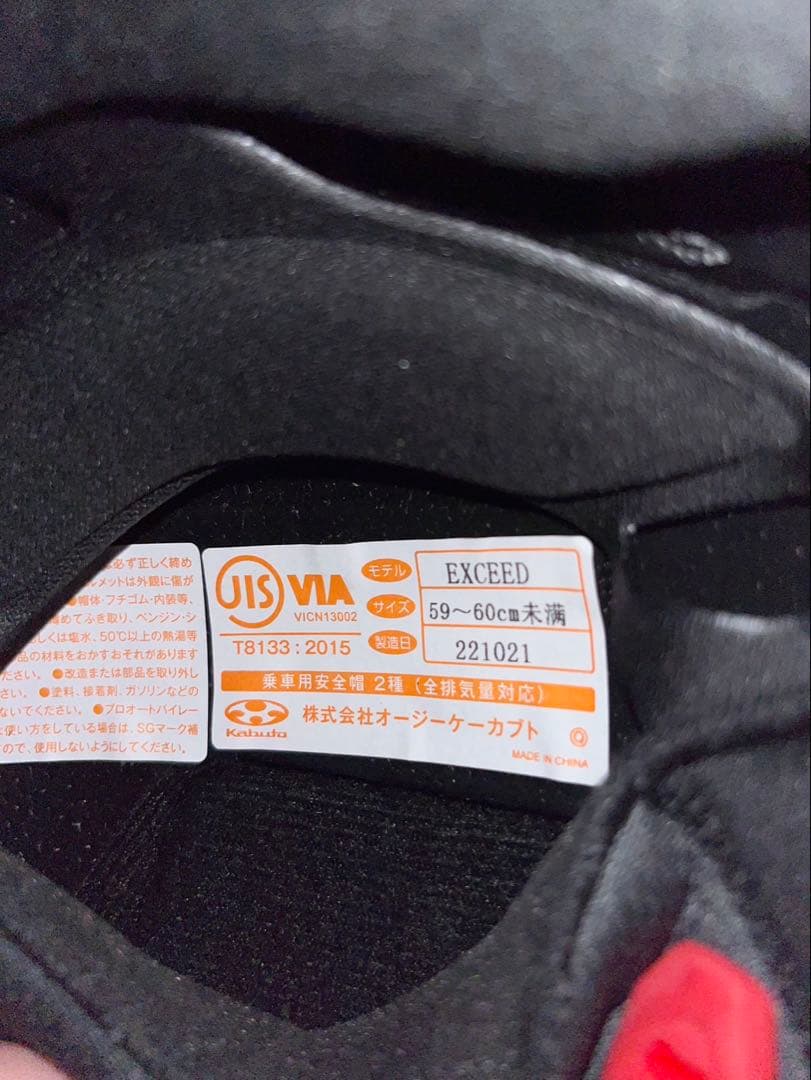 必ず正しく締め
ルメットは外観に傷が
●帽体・フチゴム・内装等、
めてふき取り、ベンジン・シ
しくは塩水、50℃以上の熱湯等
品の材料をおかすおそれがあります
ださい。●改造または部品を取り外し
い。●塗料、接着剤、ガソリンなどの
ないでください。●プロオートバイレー
な使い方をしている場合は、SGマーク補
ので、使用しないようにしてください。
JIS VIA
VICN13002
T8133:2015
モデル EXCEED
サイズ 59～60cm未満
製造日 221021
乗車用安全帽 2種(全排気量対応)
Kabuto 株式会社オージーケーカブト
MADE IN CHINA